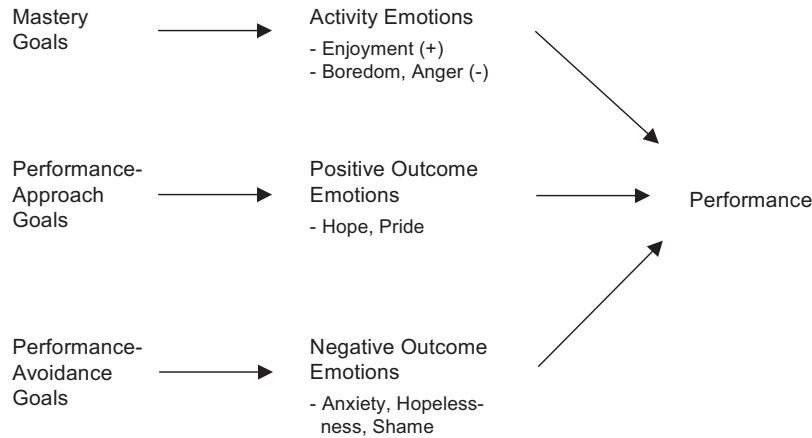 Mastery
Goals
Activity Emotions
- Enjoyment (+)
- Boredom, Anger (-)
Performance-
Approach
Goals
Positive Outcome
Emotions
- Hope, Pride
Performance
Performance-
Avoidance
Goals
Negative Outcome
Emotions
- Anxiety, Hopeless-
ness, Shame